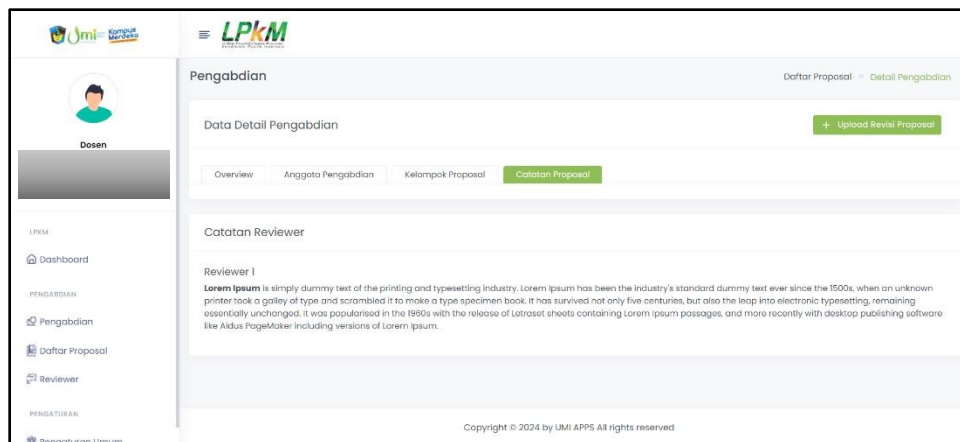 Umi Kampus Merdeka
LPkM
Pengabdian
Daftar Proposal
Detail Pengabdian
Dosen
Data Detail Pengabdian
+ Upload Revisi Proposal
Overview
Anggota Pengabdian
Kelompok Proposal
Catatan Proposal
LPKM
Dashboard
PENGABDIAN
Pengabdian
Daftar Proposal
Reviewer
PENGATURAN
Pengaturan Umum
Catatan Reviewer
Reviewer 1
Lorem Ipsum is simply dummy text of the printing and typesetting industry. Lorem Ipsum has been the industry's standard dummy text ever since the 1500s, when an unknown
printer took a galley of type and scrambled it to make a type specimen book. It has survived not only five centuries, but also the leap into electronic typesetting, remaining
essentially unchanged. It was popularised in the 1960s with the release of Letraset sheets containing Lorem Ipsum passages, and more recently with desktop publishing software
like Aldus PageMaker including versions of Lorem Ipsum.
Copyright © 2024 by UMI APPS All rights reserved